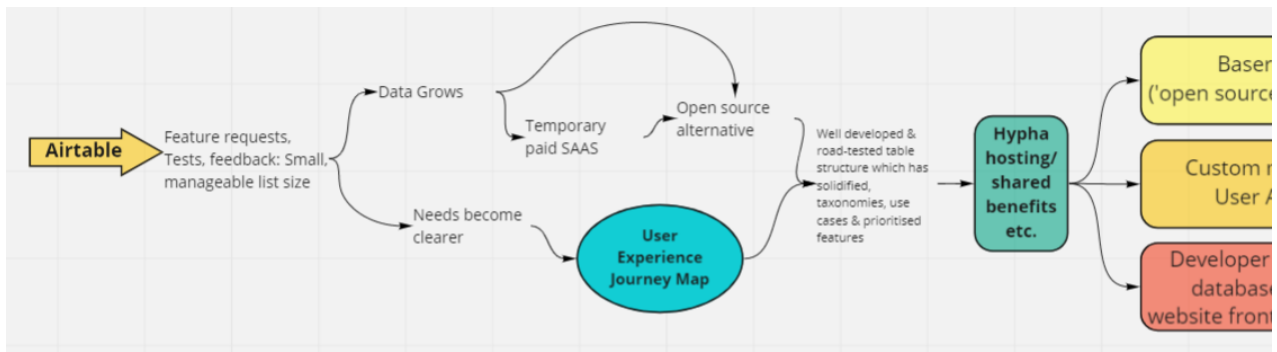 Airtable
Feature requests,
Tests, feedback: Small,
manageable list size
Data Grows
Temporary
paid SAAS
Open source
alternative
Needs become
clearer
User
Experience
Journey Map
Well developed &
road-tested table
structure which has
solidified,
taxonomies, use
cases & prioritised
features
Hypha
hosting/
shared
benefits
etc.
Baser
('open source
Custom
User
Developer
database
website front